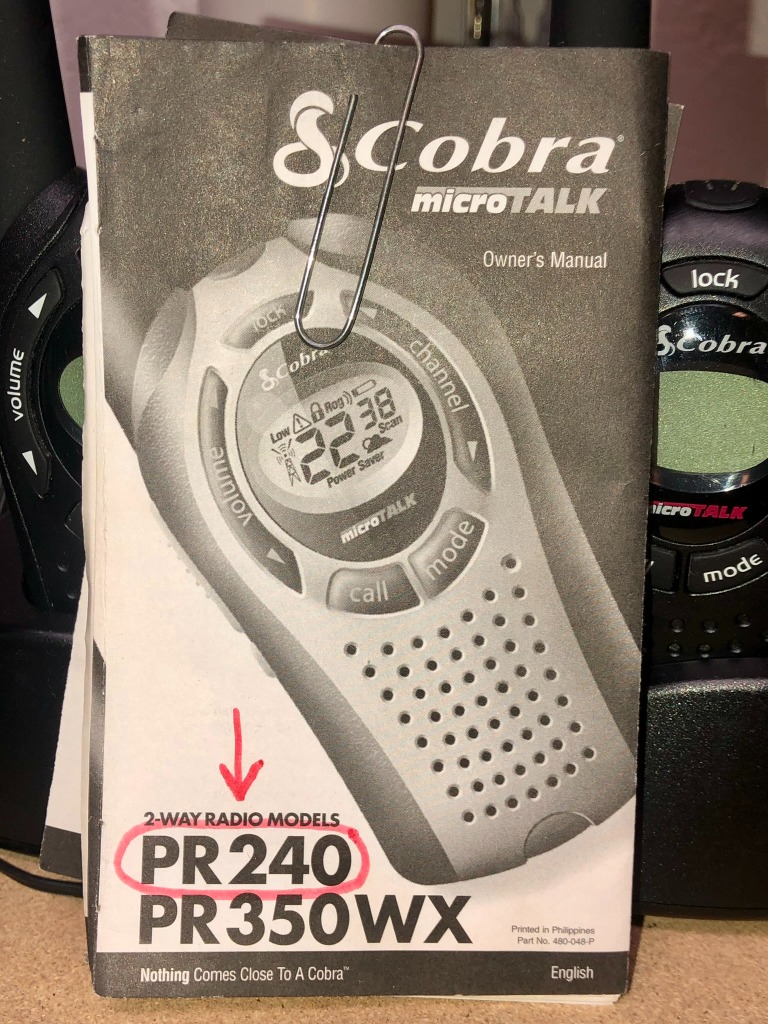 Cobra®
microTALK
Owner's Manual
lock
channel
Cobra
Low Rog
22 38
Scan
Power Saver
volume
microTALK
call
mode
2-WAY RADIO MODELS
PR240
PR350WX
Printed in Philippines
Part No. 480-048-P
Nothing Comes Close To A Cobra™
English
volume
lock
Cobra
microTALK
mode